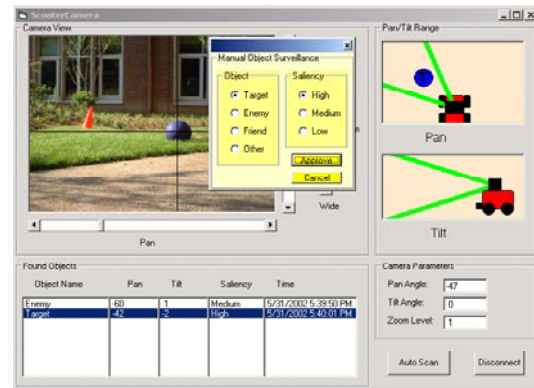 ScooterCamera
Camera View
Manual Object Surveillance
Object
Target
Enemy
Friend
Other
Saliency
High
Medium
Low
Approve
Cancel
Wide
Pan
Pan/Tilt Range
T
Pan
Tilt
Found Objects
Object Name Pan Tilt Saliency Time
Enemy -60 1 Medium 5/31/2002 5:39:50 PM
Target -42 -2 High 5/31/2002 5:40:01 PM
Camera Parameters
Pan Angle: -47
Tilt Angle: 0
Zoom Level: 1
Auto Scan
Disconnect